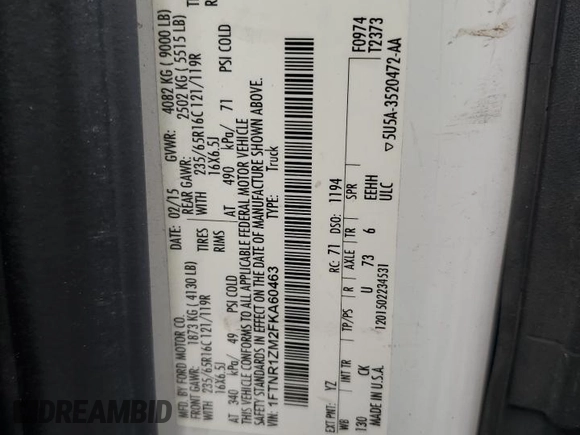 MFD. BY FORD MOTOR CO. DATE: 02/15 GVWR: 4082 KG ( 9000 LB)
FRONT GAWR: 1873 KG ( 4130 LB) REAR GAWR: 2502 KG ( 5515 LB)
235/65R16C 121/119R TIRES WITH 235/65R16C 121/119R
16X6.5J RIMS 16X6.5J
AT 340 kPa/ 49 PSI COLD AT 490 kPa/ 71 PSI COLD
THIS VEHICLE CONFORMS TO ALL APPLICABLE FEDERAL MOTOR VEHICLE
SAFETY STANDARDS IN EFFECT ON THE DATE OF MANUFACTURE SHOWN ABOVE.
VIN: 1FTNR1ZM2FKA60463 TYPE: Truck
F0974
T2373
EXT PNT: YZ RC: 71 DSO: 1194
WB INT TR TP/PS R AXLE TR SPR
130 CK U 73 6 EEHH
ULC
1201502234531 ▽5U5A-3520472-AA
IDREAMBID